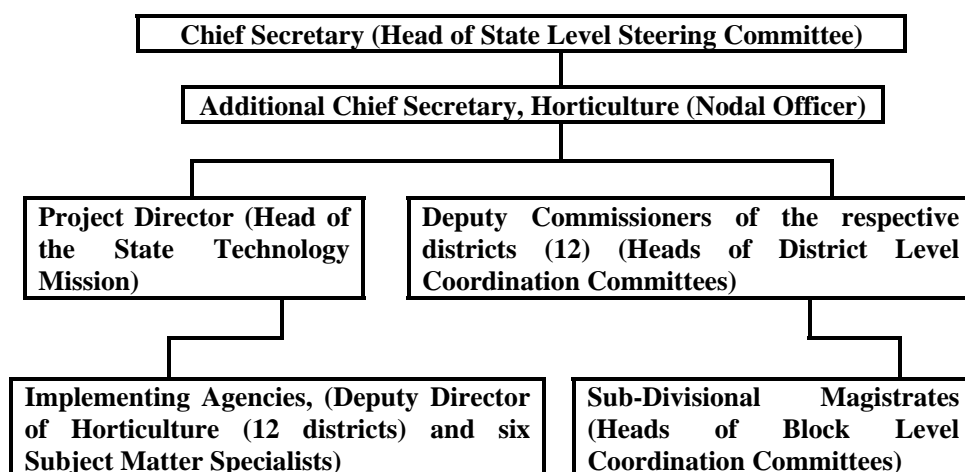 Chief Secretary (Head of State Level Steering Committee)
Additional Chief Secretary, Horticulture (Nodal Officer)
Project Director (Head of
the State Technology
Mission)
Deputy Commissioners of the respective
districts (12) (Heads of District Level
Coordination Committees)
Implementing Agencies, (Deputy Director
of Horticulture (12 districts) and six
Subject Matter Specialists)
Sub-Divisional Magistrates
(Heads of Block Level
Coordination Committees)